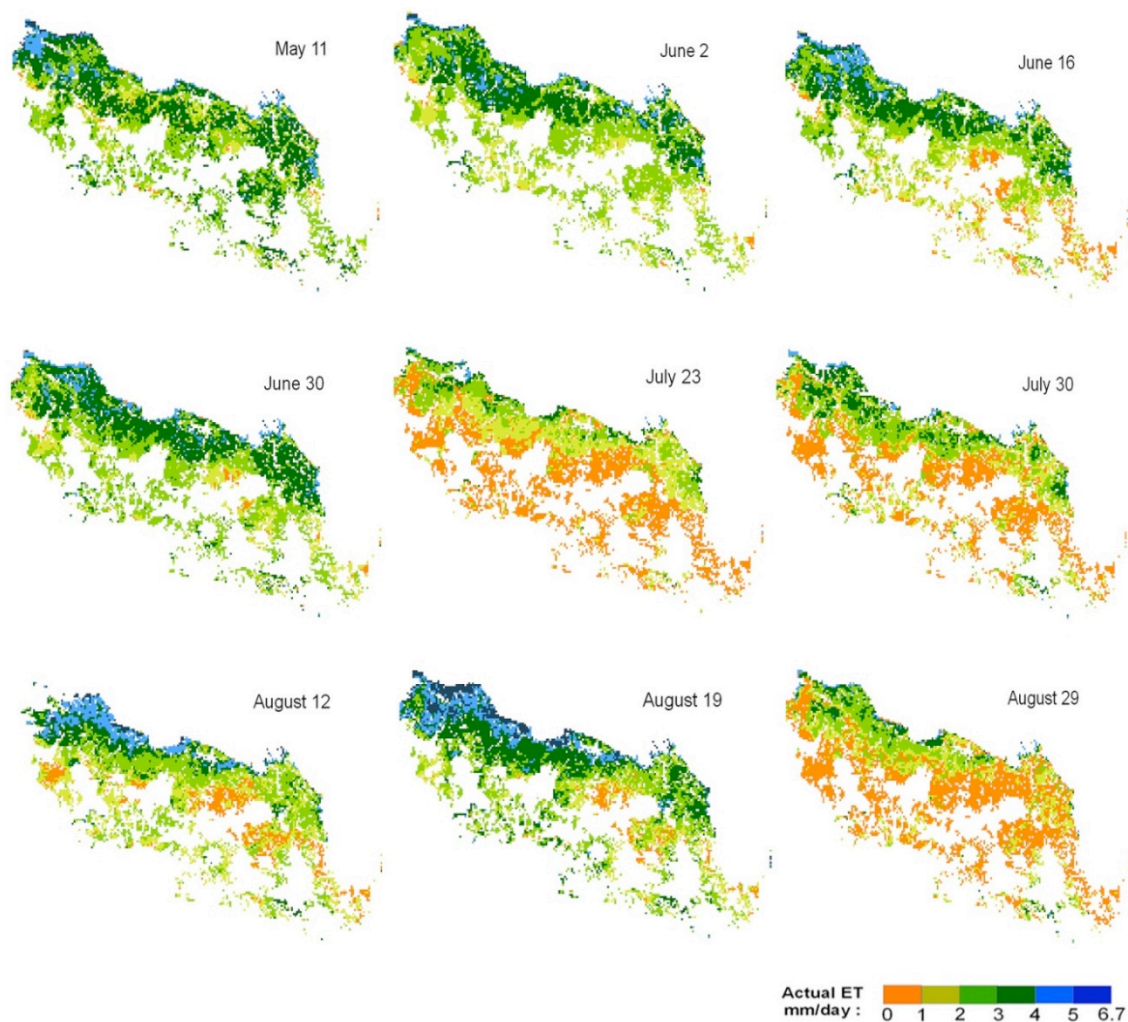 May 11
June 2
June 16
June 30
July 23
July 30
August 12
August 19
August 29
Actual ET
mm/day :
0 1 2 3 4 5 6.7